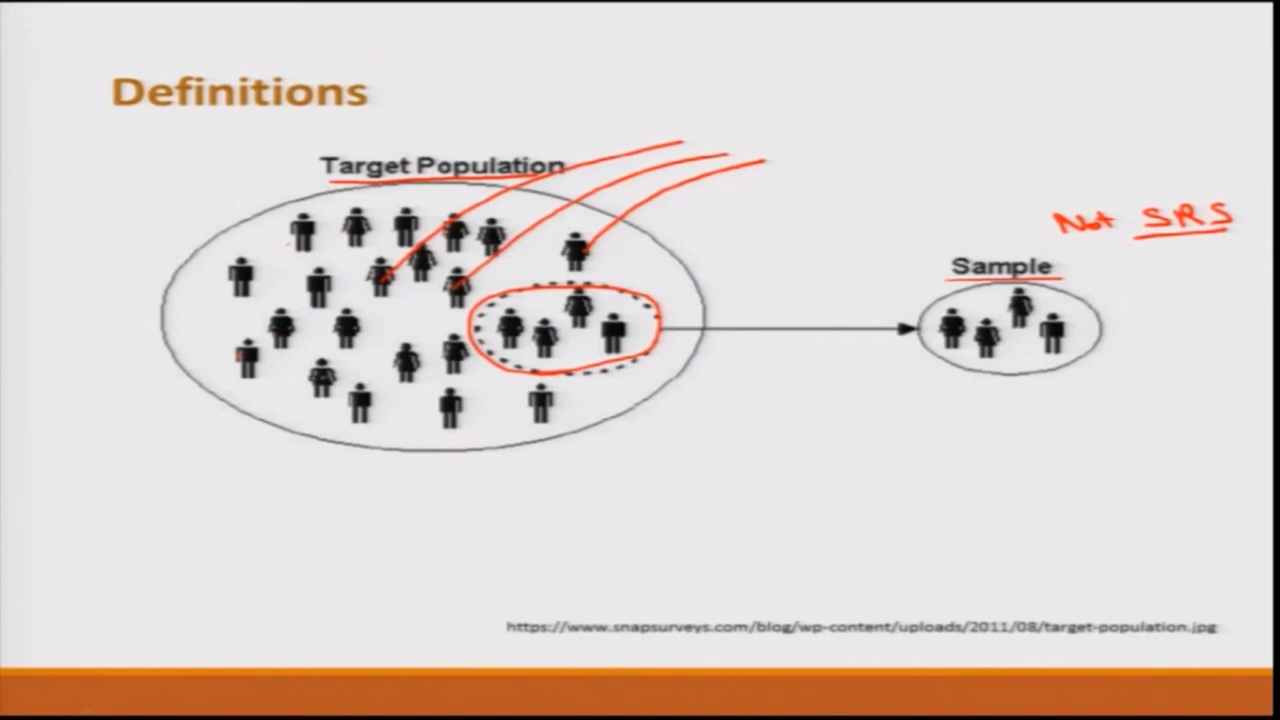 Definitions
Target Population
Not SRS
Sample
https://www.snapsurveys.com/blog/wp-content/uploads/2011/08/target-population.jpg